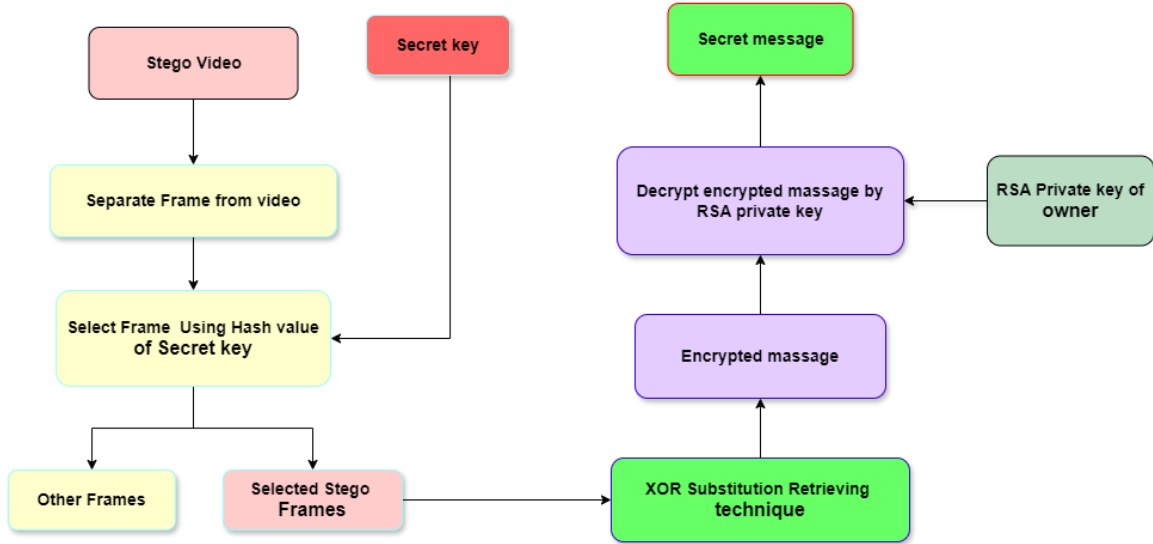 Stego Video
Secret key
Secret message
Separate Frame from video
Decrypt encrypted massage by
RSA private key
RSA Private key of
owner
Select Frame Using Hash value
of Secret key
Encrypted massage
Other Frames
Selected Stego
Frames
XOR Substitution Retrieving
technique